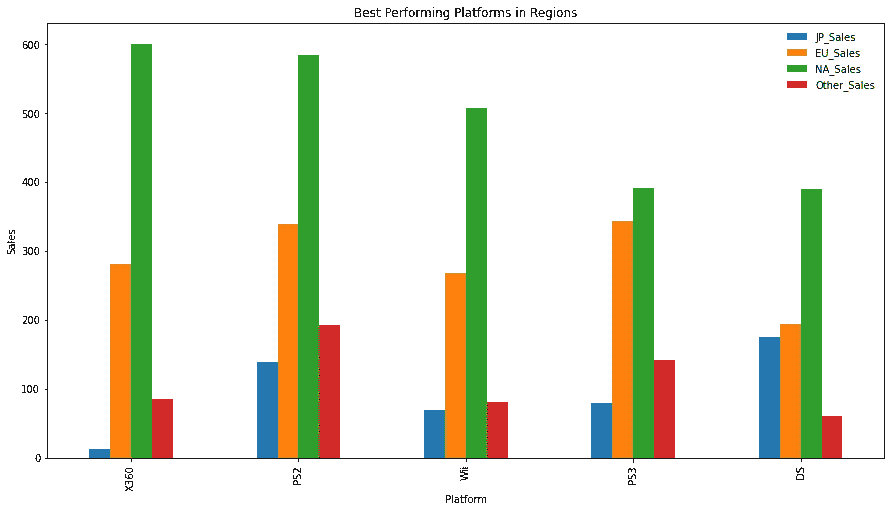 Best Performing Platforms in Regions
JP_Sales
EU_Sales
NA_Sales
Other_Sales
600
500
400
300
200
100
0
Sales
X360
PS2
Wii
PS3
DS
Platform